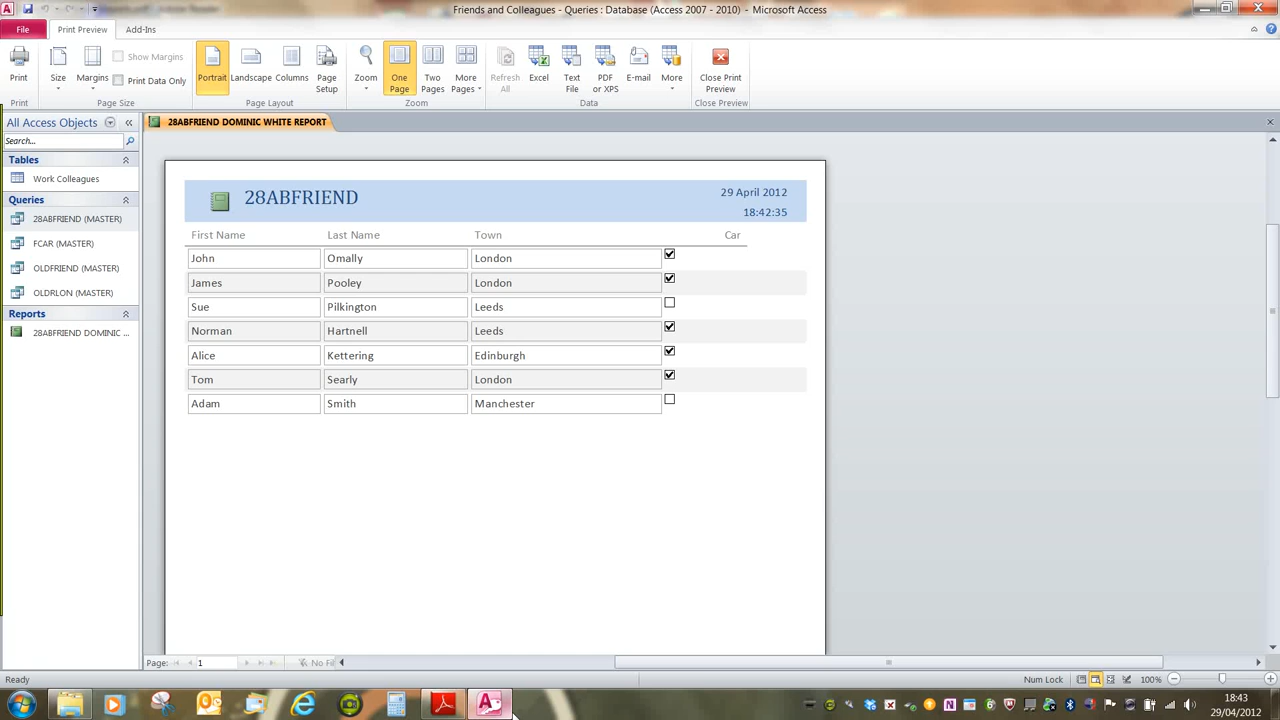 Friends and Colleagues - Queries : Database (Access 2007 - 2010) - Microsoft Access
File Print Preview Add-Ins
Print Size Margins Show Margins Print Data Only Portrait Landscape Columns Page Setup Zoom One Page Two Pages More Pages Refresh All Excel Text File PDF or XPS E-mail More Close Print Preview
Print Page Size Page Layout Zoom Data Close Preview
All Access Objects
Search...
Tables
Work Colleagues
Queries
28ABFRIEND (MASTER)
FCAR (MASTER)
OLDFRIEND (MASTER)
OLDRLON (MASTER)
Reports
28ABFRIEND DOMINIC ...
28ABFRIEND DOMINIC WHITE REPORT
28ABFRIEND
29 April 2012
18:42:35
First Name Last Name Town Car
John Omally London
James Pooley London
Sue Pilkington Leeds
Norman Hartnell Leeds
Alice Kettering Edinburgh
Tom Searly London
Adam Smith Manchester
Page: 1 No Fi
Ready Num Lock 100%
18:43
29/04/2012